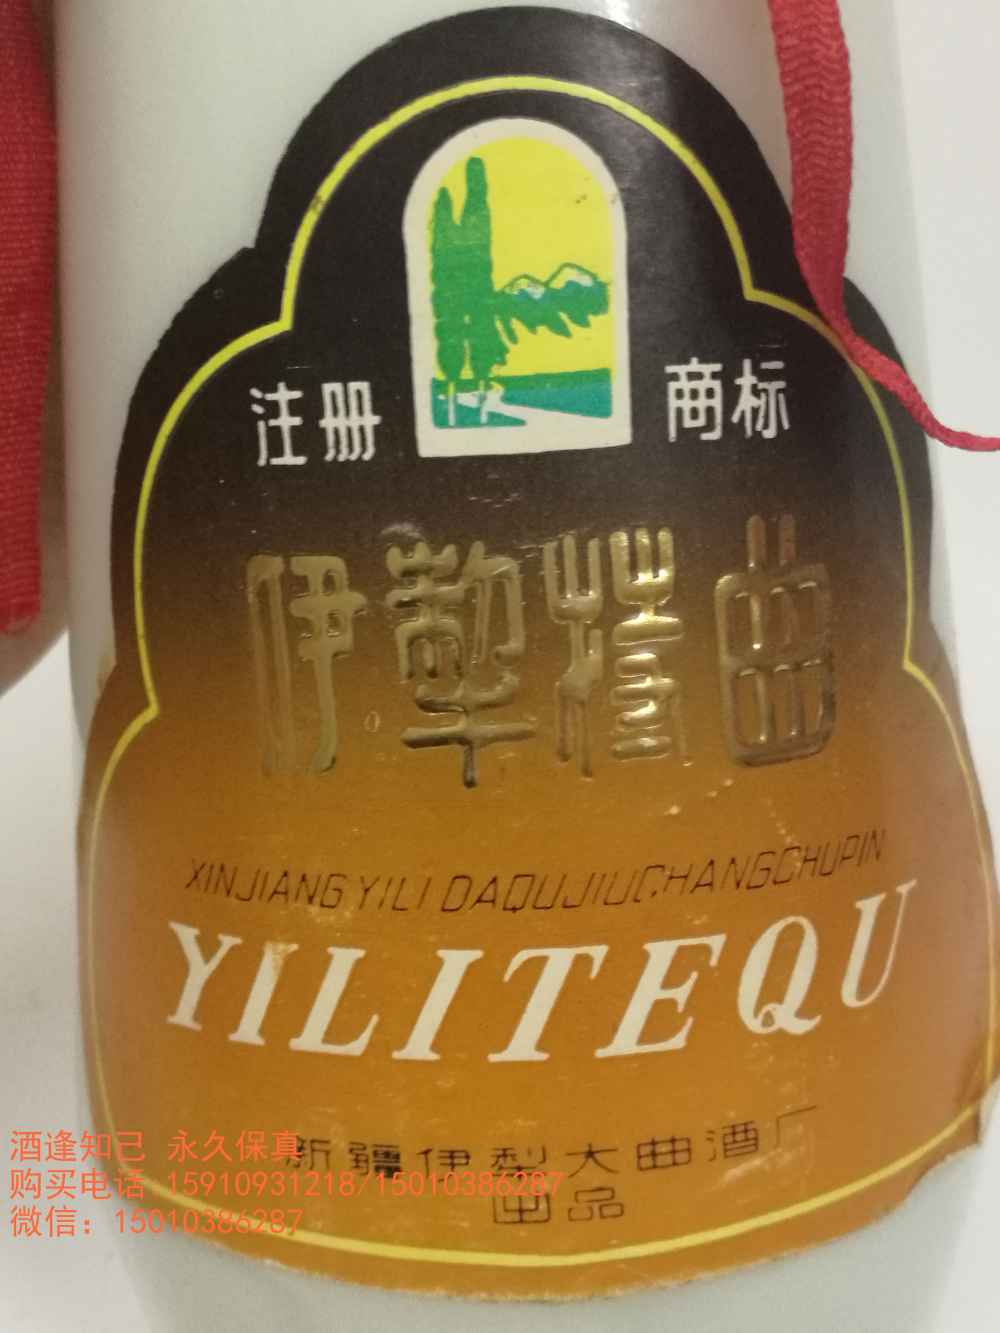 注册 商标
伊犁特曲
XINJIANG YILI DAQUJIUCHANGCHUPIN
YILITEQU
新疆伊犁大曲酒厂
出品
酒逢知己 永久保真
购买电话 15910931218/15010386287
微信：15010386287